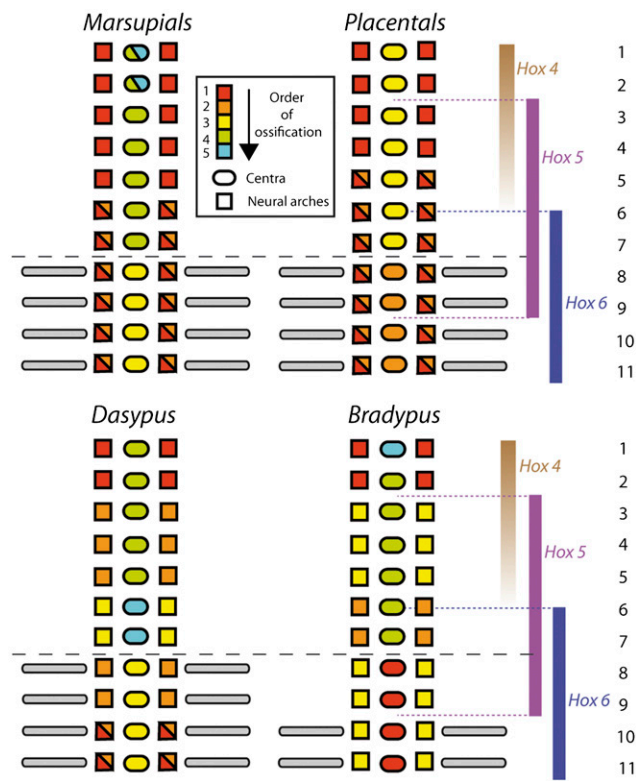 Marsupials
Placentals
1
2
3
4
5
Order
of
ossification
Centra
Neural arches
Hox 4
Hox 5
Hox 6
1
2
3
4
5
6
7
8
9
10
11
Dasypus
Bradypus
Hox 4
Hox 5
Hox 6
1
2
3
4
5
6
7
8
9
10
11